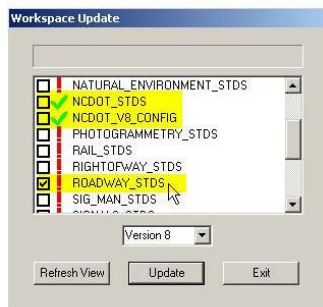 Workspace Update
NATURAL_ENVIRONMENT_STDS
NCDOT_STDS
NCDOT_V8_CONFIG
PHOTOGRAMMETRY_STDS
RAIL_STDS
RIGHTOFWAY_STDS
ROADWAY_STDS
SIG_MAN_STDS
Version 8
Refresh View
Update
Exit